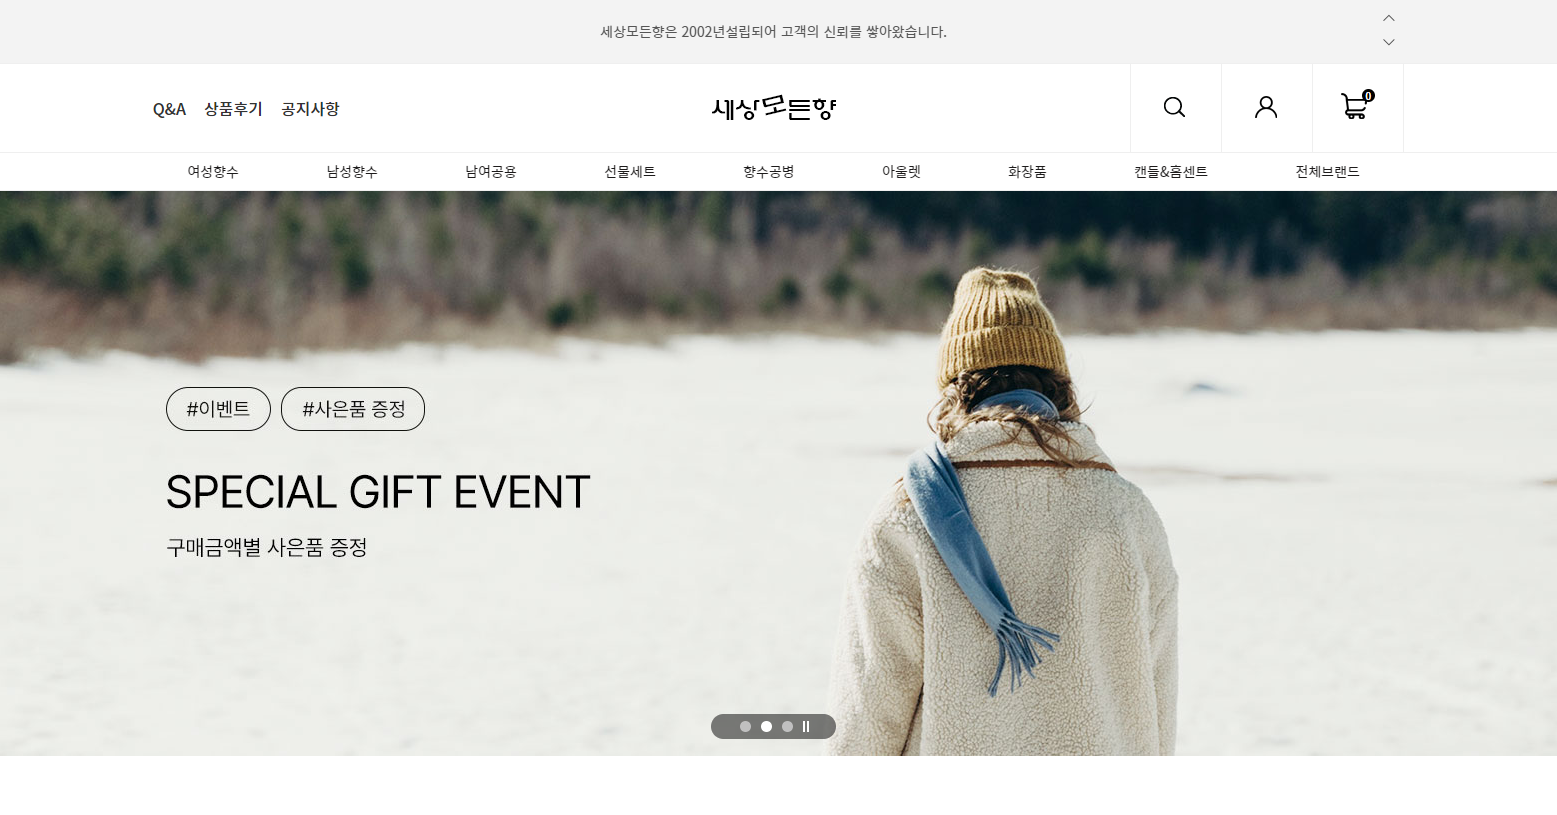 세상모든향은 2002년설립되어 고객의 신뢰를 쌓아왔습니다.
Q&A 상품후기 공지사항
세상모든향
0
여성향수 남성향수 남여공용 선물세트 향수공병 아울렛 화장품 캔들&홈센트 전체브랜드
#이벤트 #사은품 증정
SPECIAL GIFT EVENT
구매금액별 사은품 증정